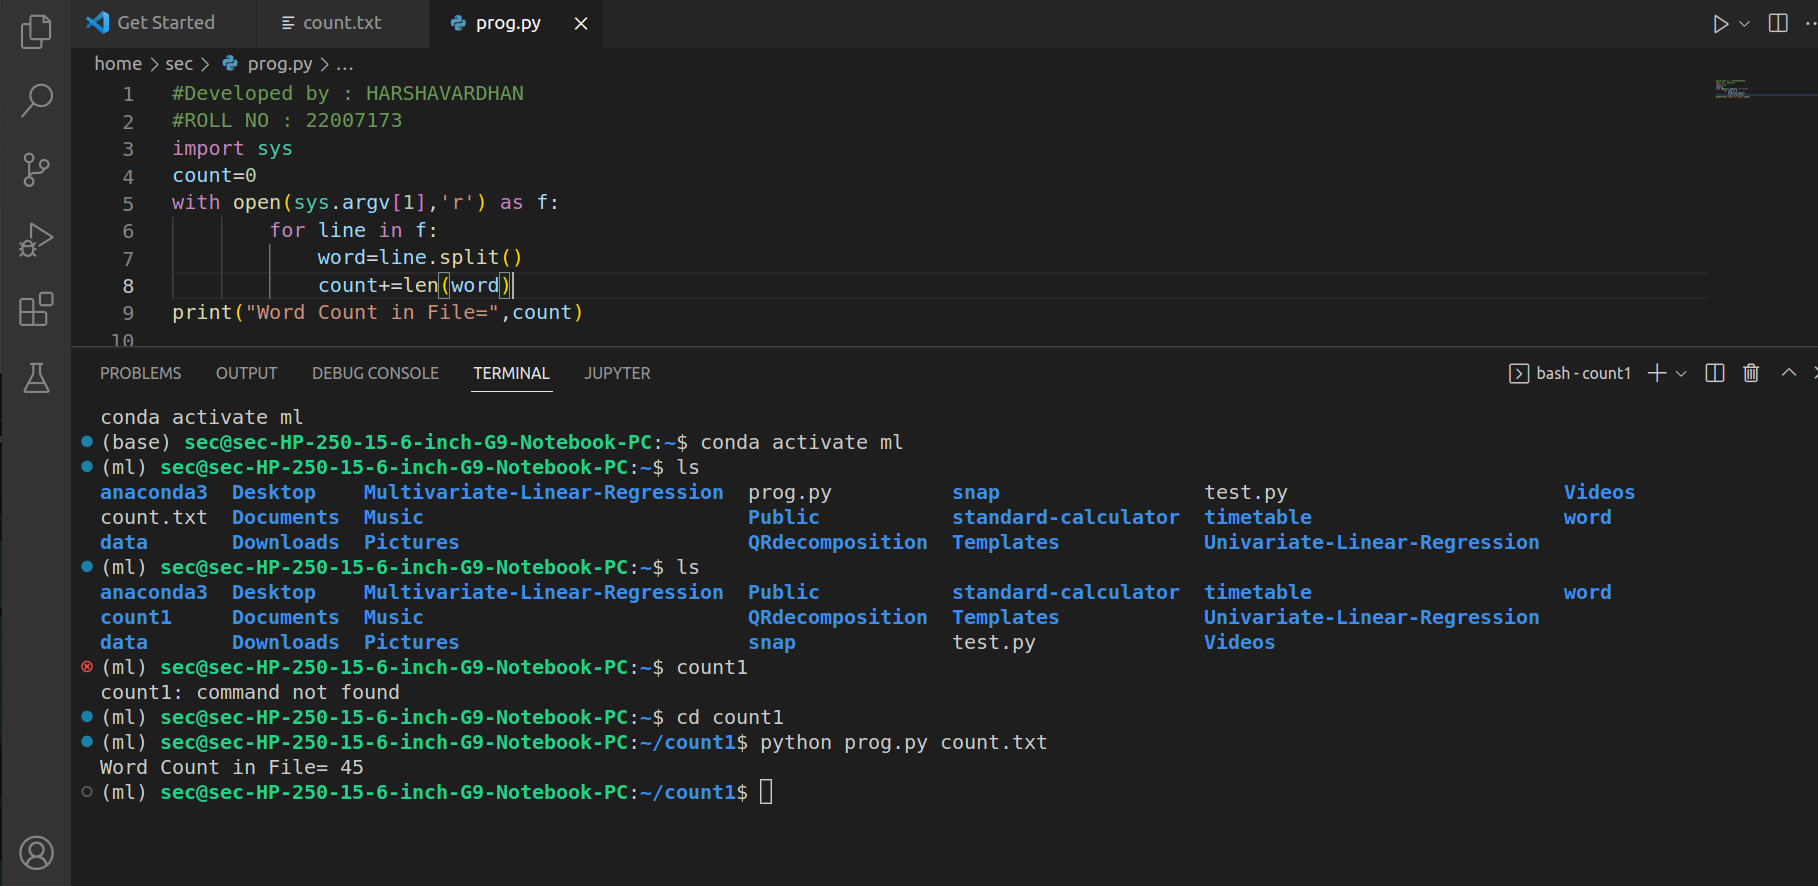 Get Started count.txt prog.py
home > sec > prog.py > ...
1 #Developed by : HARSHAVARDHAN
2 #ROLL NO : 22007173
3 import sys
4 count=0
5 with open(sys.argv[1],'r') as f:
6 for line in f:
7 word=line.split()
8 count+=len(word)
9 print("Word Count in File=",count)
10
PROBLEMS OUTPUT DEBUG CONSOLE TERMINAL JUPYTER bash - count1
conda activate ml
(base) sec@sec-HP-250-15-6-inch-G9-Notebook-PC:~$ conda activate ml
(ml) sec@sec-HP-250-15-6-inch-G9-Notebook-PC:~$ ls
anaconda3 Desktop Multivariate-Linear-Regression prog.py snap test.py Videos
count.txt Documents Music Public standard-calculator timetable word
data Downloads Pictures QRdecomposition Templates Univariate-Linear-Regression
(ml) sec@sec-HP-250-15-6-inch-G9-Notebook-PC:~$ ls
anaconda3 Desktop Multivariate-Linear-Regression Public standard-calculator timetable word
count1 Documents Music QRdecomposition Templates Univariate-Linear-Regression
data Downloads Pictures snap test.py Videos
(ml) sec@sec-HP-250-15-6-inch-G9-Notebook-PC:~$ count1
count1: command not found
(ml) sec@sec-HP-250-15-6-inch-G9-Notebook-PC:~$ cd count1
(ml) sec@sec-HP-250-15-6-inch-G9-Notebook-PC:~/count1$ python prog.py count.txt
Word Count in File= 45
(ml) sec@sec-HP-250-15-6-inch-G9-Notebook-PC:~/count1$